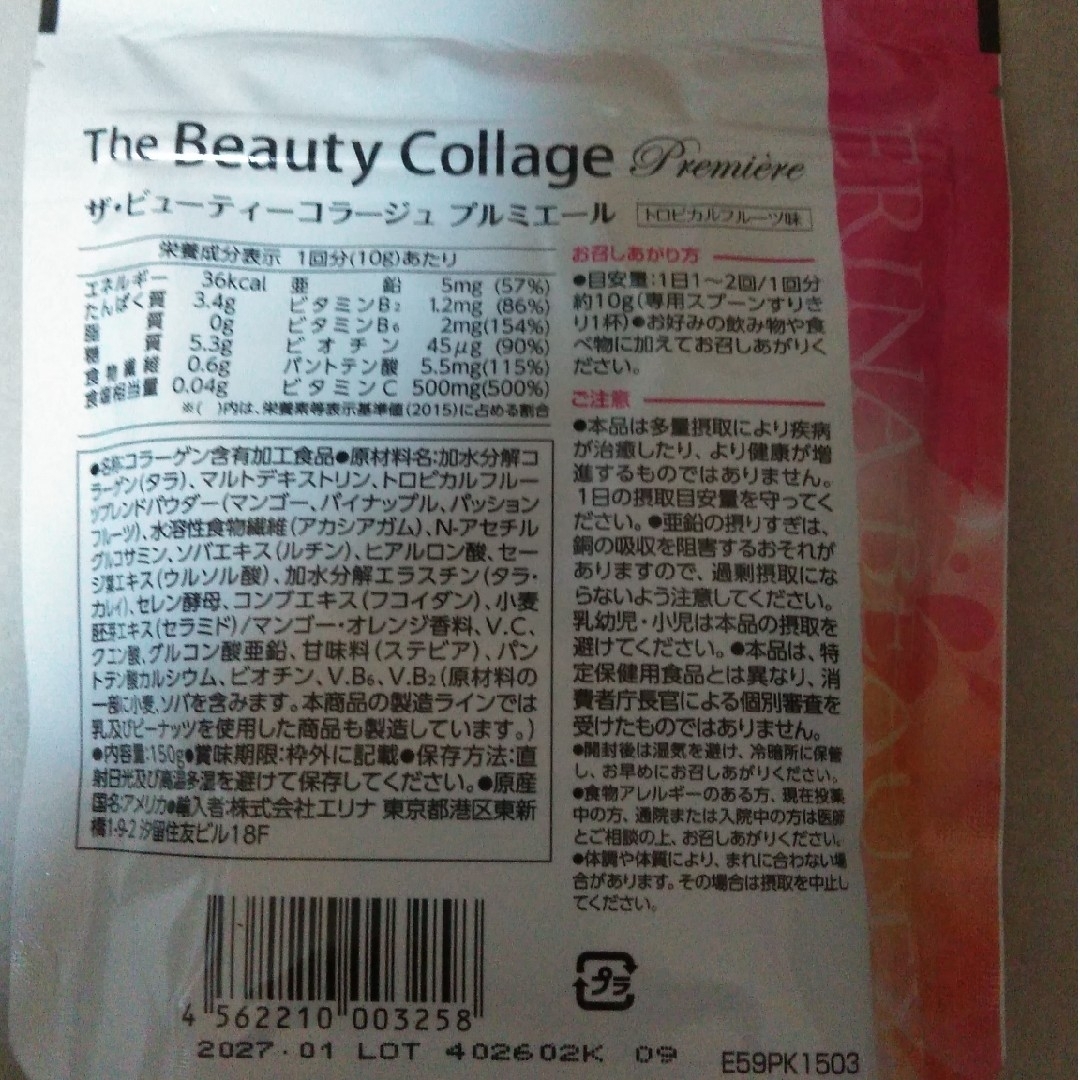 The Beauty Collage Première
ザ・ビューティーコラージュ プルミエール トロピカルフルーツ味
栄養成分表示 1回分(10g)あたり
エネルギー 36kcal 亜鉛 5mg (57%)
たんぱく質 3.4g ビタミンB2 1.2mg (86%)
脂質 0g ビタミンB6 2mg(154%)
糖質 5.3g ビオチン 45μg (90%)
食物繊維 0.6g パントテン酸 5.5mg(115%)
食塩相当量 0.04g ビタミンC 500mg(500%)
※( )内は、栄養素等表示基準値(2015)に占める割合
●名称:コラーゲン含有加工食品●原材料名:加水分解コ
ラーゲン(タラ)、マルトデキストリン、トロピカルフルー
ツブレンドパウダー(マンゴー、パイナップル、パッション
フルーツ)、水溶性食物繊維(アカシアガム)、N-アセチル
グルコサミン、ソバエキス(ルチン)、ヒアルロン酸、セー
ジ葉エキス(ウルソル酸)、加水分解エラスチン(タラ・
カレイ)、セレン酵母、コンブエキス(フコイダン)、小麦
胚芽エキス(セラミド)/マンゴー・オレンジ香料、V.C、
クエン酸、グルコン酸亜鉛、甘味料(ステビア)、パン
トテン酸カルシウム、ビオチン、V.B6、V.B2(原材料の
一部に小麦、ソバを含みます。本商品の製造ラインでは
乳及びピーナッツを使用した商品も製造しています。)
●内容量:150g●賞味期限:枠外に記載●保存方法:直
射日光及び高温多湿を避けて保存してください。●原産
国名:アメリカ●輸入者:株式会社エリナ 東京都港区東新
橋1-9-2 汐留住友ビル18F
お召しあがり方
●目安量:1日1〜2回/1回分
約10g(専用スプーンすりき
り1杯)●お好みの飲み物や食
べ物に加えてお召しあがりく
ださい。
ご注意
●本品は多量摂取により疾病
が治癒したり、より健康が増
進するものではありません。
1日の摂取目安量を守ってく
ださい。●亜鉛の摂りすぎは、
銅の吸収を阻害するおそれが
ありますので、過剰摂取にな
らないよう注意してください。
乳幼児・小児は本品の摂取を
避けてください。●本品は、特
定保健用食品とは異なり、消
費者庁長官による個別審査を
受けたものではありません。
●開封後は湿気を避け、冷暗所に保管
し、お早めにお召しあがりください。
●食物アレルギーのある方、現在投薬
中の方、通院または入院中の方は医師
とご相談の上、お召しあがりください。
●体調や体質により、まれに合わない場
合があります。その場合は摂取を中止し
てください。
プラ
4 562210 003258
2027.01 LOT 402602K 09
E59PK1503